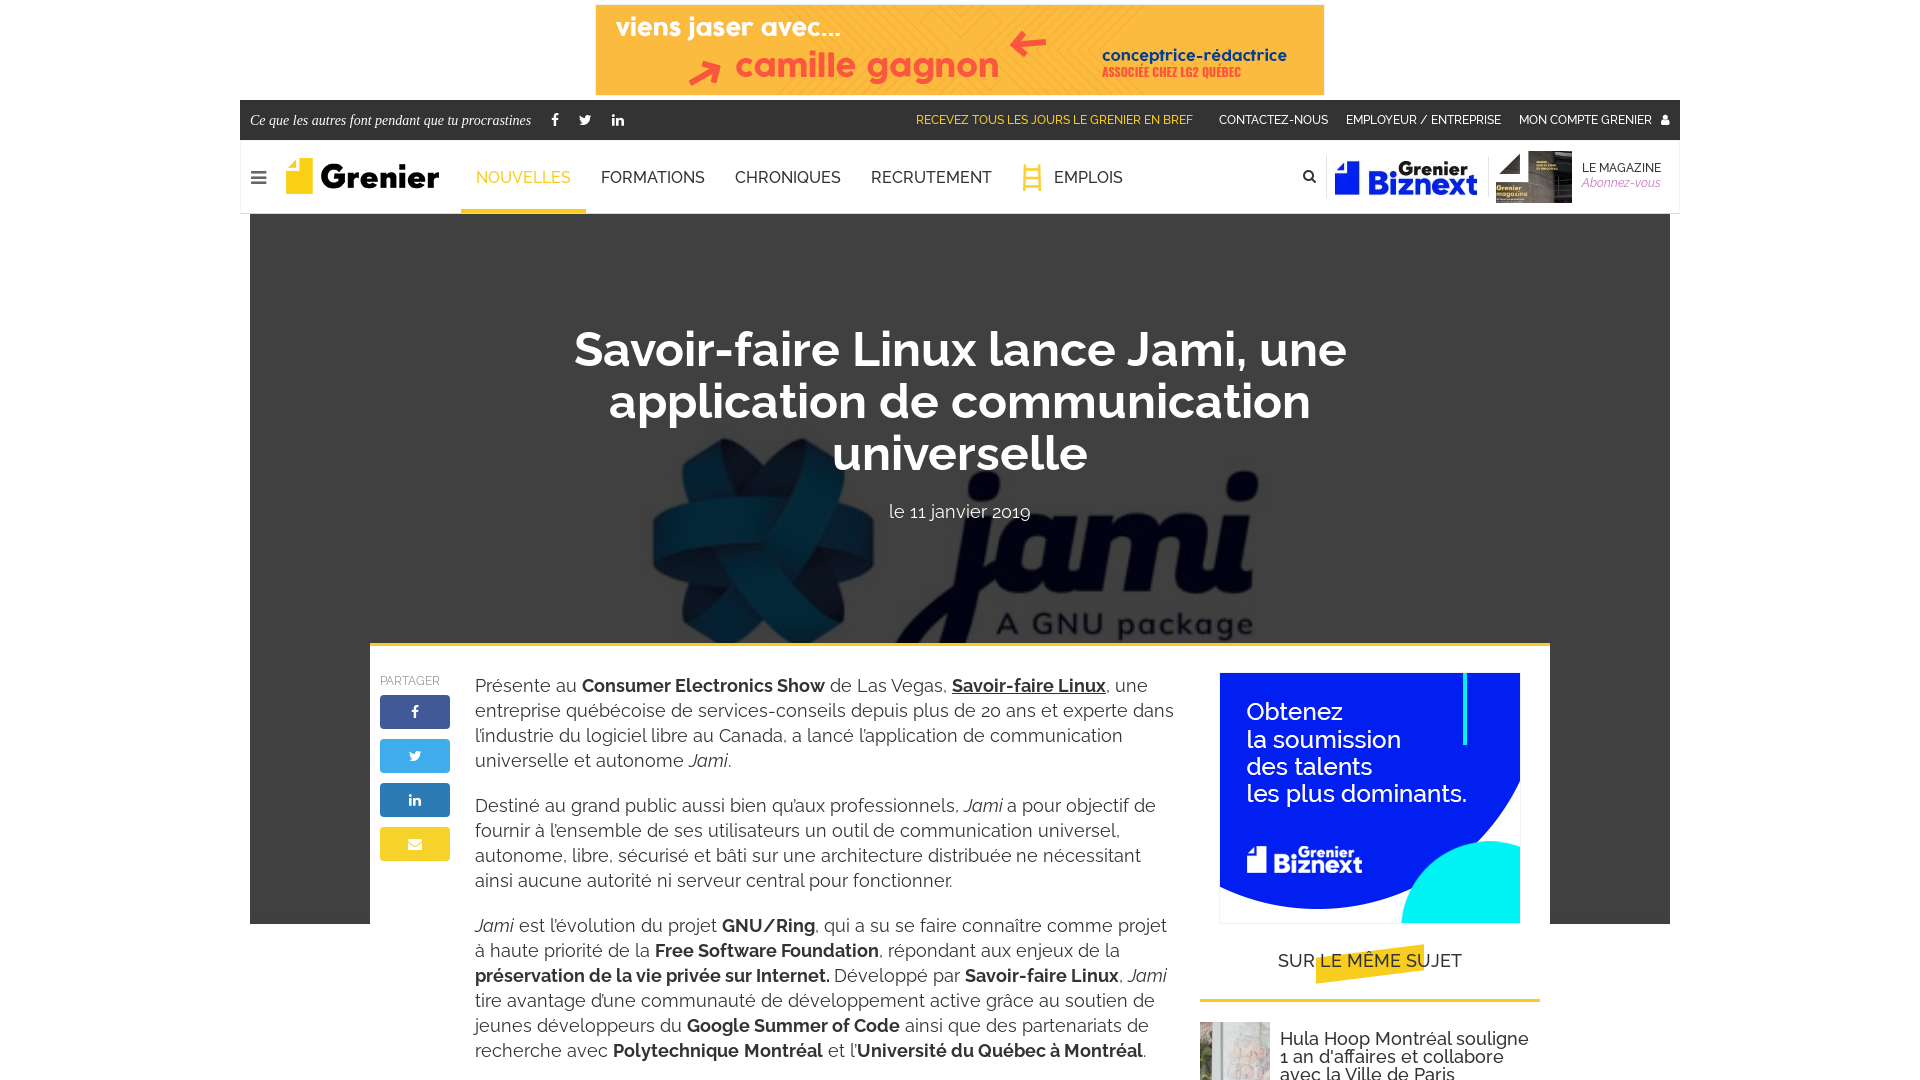 viens jaser avec...
camille gagnon
conceptrice-rédactrice
ASSOCIÉE CHEZ LG2 QUÉBEC
Ce que les autres font pendant que tu procrastines
RECEVEZ TOUS LES JOURS LE GRENIER EN BREF
CONTACTEZ-NOUS
EMPLOYEUR / ENTREPRISE
MON COMPTE GRENIER
Grenier
NOUVELLES
FORMATIONS
CHRONIQUES
RECRUTEMENT
EMPLOIS
Grenier
Biznext
Grenier
magazine
LE MAGAZINE
Abonnez-vous
Savoir-faire Linux lance Jami, une
application de communication
universelle
le 11 janvier 2019
jami
A GNU package
PARTAGER
Présente au Consumer Electronics Show de Las Vegas, Savoir-faire Linux, une
entreprise québécoise de services-conseils depuis plus de 20 ans et experte dans
l’industrie du logiciel libre au Canada, a lancé l’application de communication
universelle et autonome Jami.
Destiné au grand public aussi bien qu’aux professionnels, Jami a pour objectif de
fournir à l’ensemble de ses utilisateurs un outil de communication universel,
autonome, libre, sécurisé et bâti sur une architecture distribuée ne nécessitant
ainsi aucune autorité ni serveur central pour fonctionner.
Jami est l’évolution du projet GNU/Ring, qui a su se faire connaître comme projet
à haute priorité de la Free Software Foundation, répondant aux enjeux de la
préservation de la vie privée sur Internet. Développé par Savoir-faire Linux, Jami
tire avantage d’une communauté de développement active grâce au soutien de
jeunes développeurs du Google Summer of Code ainsi que des partenariats de
recherche avec Polytechnique Montréal et l’Université du Québec à Montréal.
Obtenez
la soumission
des talents
les plus dominants.
Grenier
Biznext
SUR LE MÊME SUJET
Hula Hoop Montréal souligne
1 an d'affaires et collabore
avec la Ville de Paris